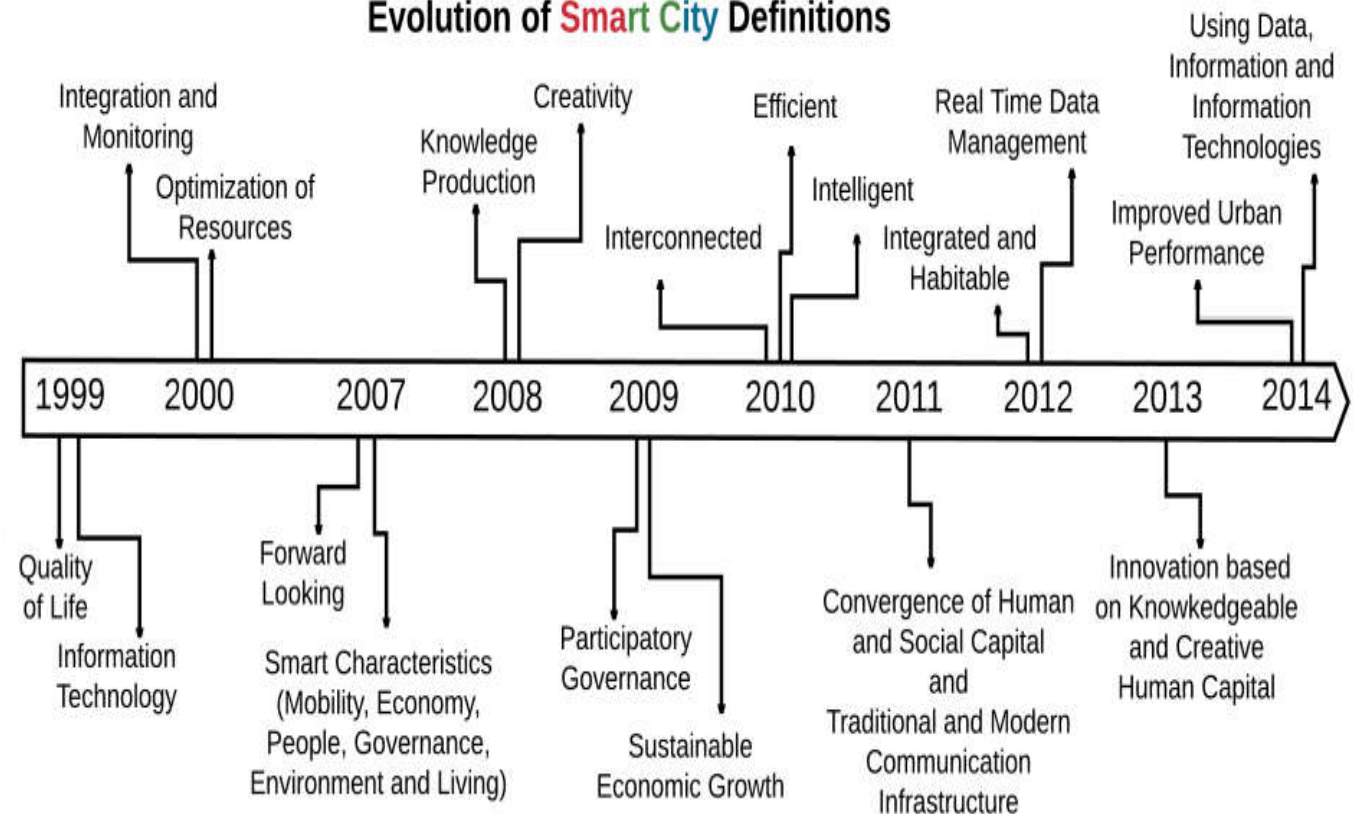 Evolution of Smart City Definitions
Integration and
Monitoring
Optimization of
Resources
Knowledge
Production
Creativity
Interconnected
Efficient
Intelligent
Integrated and
Habitable
Real Time Data
Management
Improved Urban
Performance
Using Data,
Information and
Information
Technologies
1999 2000 2007 2008 2009 2010 2011 2012 2013 2014
Quality
of Life
Information
Technology
Forward
Looking
Smart Characteristics
(Mobility, Economy,
People, Governance,
Environment and Living)
Participatory
Governance
Sustainable
Economic Growth
Convergence of Human
and Social Capital
and
Traditional and Modern
Communication
Infrastructure
Innovation based
on Knowkedgeable
and Creative
Human Capital